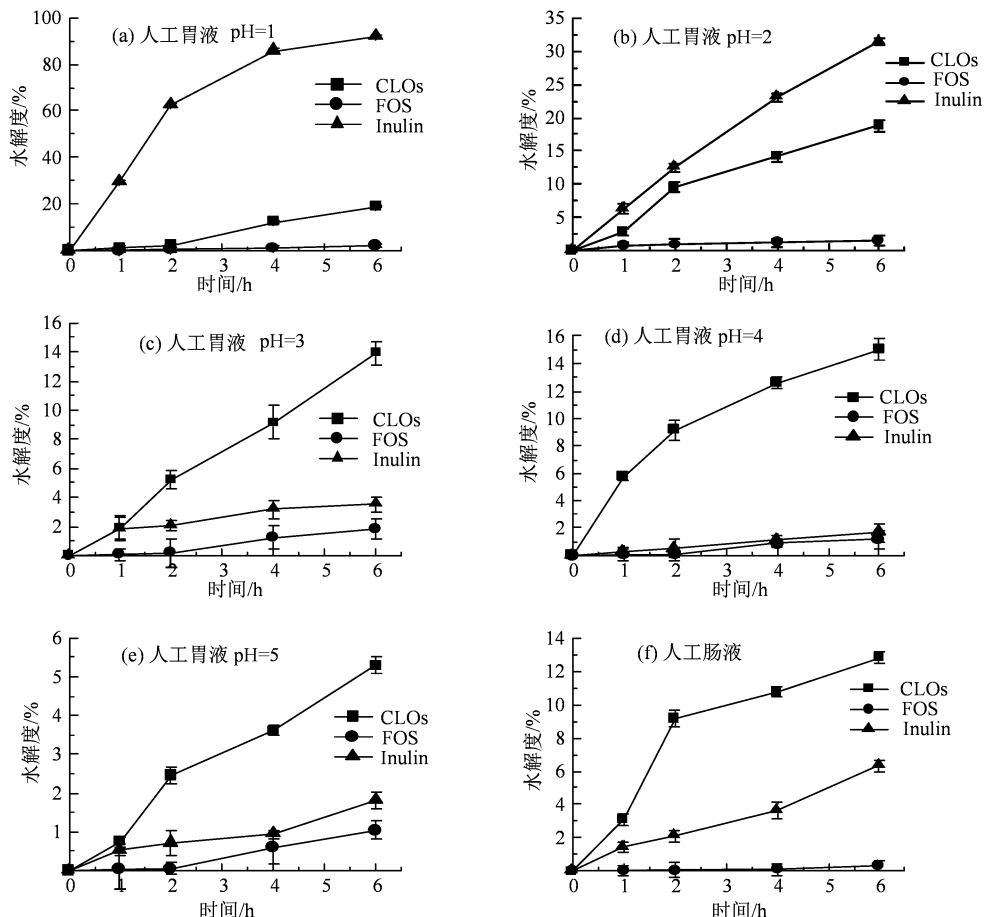 100
80
60
40
20
水解度/%
(a) 人工胃液 pH=1
CLOs
FOS
Inulin
0 1 2 3 4 5 6
时间/h
35
30
25
20
15
10
5
水解度/%
(b) 人工胃液 pH=2
CLOs
FOS
Inulin
0 1 2 3 4 5 6
时间/h
16
14
12
10
8
6
4
2
水解度/%
(c) 人工胃液 pH=3
CLOs
FOS
Inulin
0 1 2 3 4 5 6
时间/h
16
14
12
10
8
6
4
2
0
水解度/%
(d) 人工胃液 pH=4
CLOs
FOS
Inulin
0 1 2 3 4 5 6
时间/h
6
5
4
3
2
1
水解度/%
(e) 人工胃液 pH=5
CLOs
FOS
Inulin
0 1 2 3 4 5 6
时间/h
14
12
10
8
6
4
2
0
水解度/%
(f) 人工肠液
CLOs
FOS
Inulin
0 1 2 3 4 5 6
时间/h